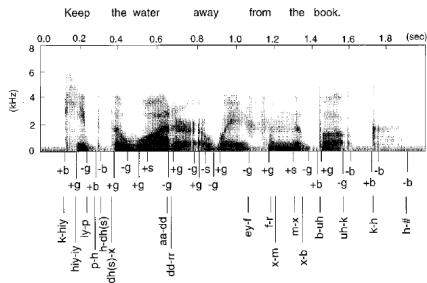 Keep the water away from the book.
0.0 0.2 0.4 0.6 0.8 1.0 1.2 1.4 1.6 1.8 (sec)
8
6
4
2
0
(kHz)
+b -g -b -g +s +g -g -s +g -g +g +s -g +g -b +g -b
+g +b +g +g -g +g -g +g +b -g +b
k-hiy
hiy-iy
iy-p
p-h
h-dh(s)
dh(s)-x
aa-dd
dd-rr
ey-f
f-r
x-m
m-x
x-b
b-uh
uh-k
k-h
h-#